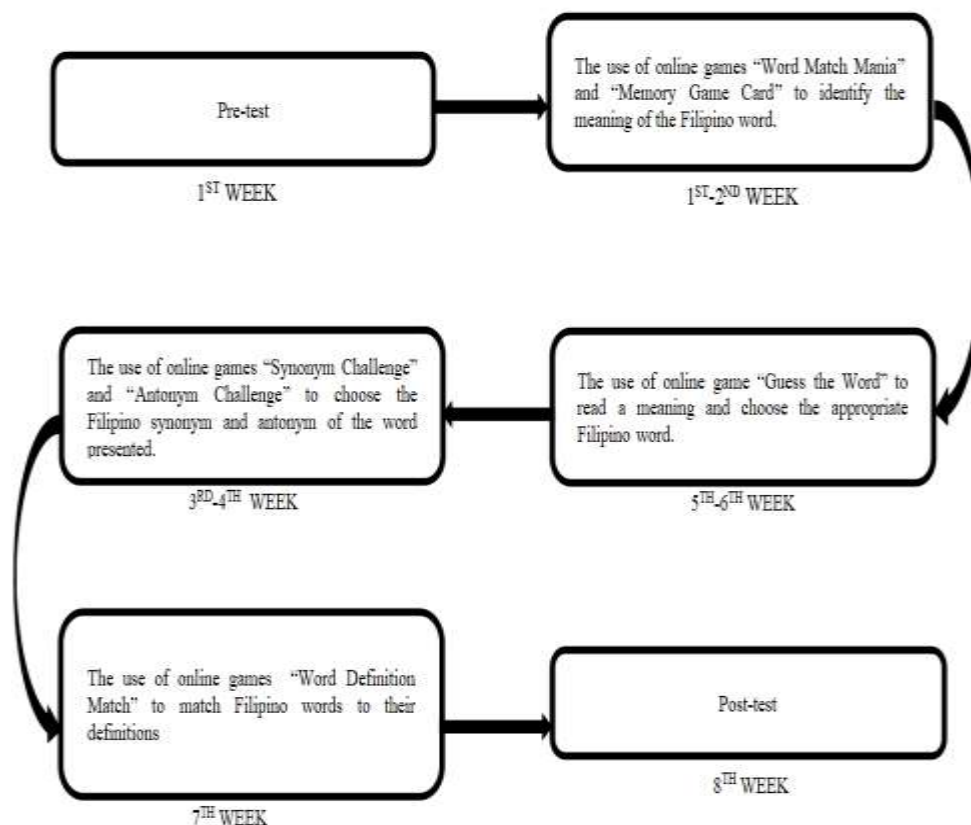 Pre-test
1ST WEEK
The use of online games “Word Match Mania”
and “Memory Game Card” to identify the
meaning of the Filipino word.
1ST-2ND WEEK
The use of online game “Guess the Word” to
read a meaning and choose the appropriate
Filipino word.
5TH-6TH WEEK
The use of online games “Synonym Challenge”
and “Antonym Challenge” to choose the
Filipino synonym and antonym of the word
presented.
3RD-4TH WEEK
The use of online games “Word Definition
Match” to match Filipino words to their
definitions
7TH WEEK
Post-test
8TH WEEK